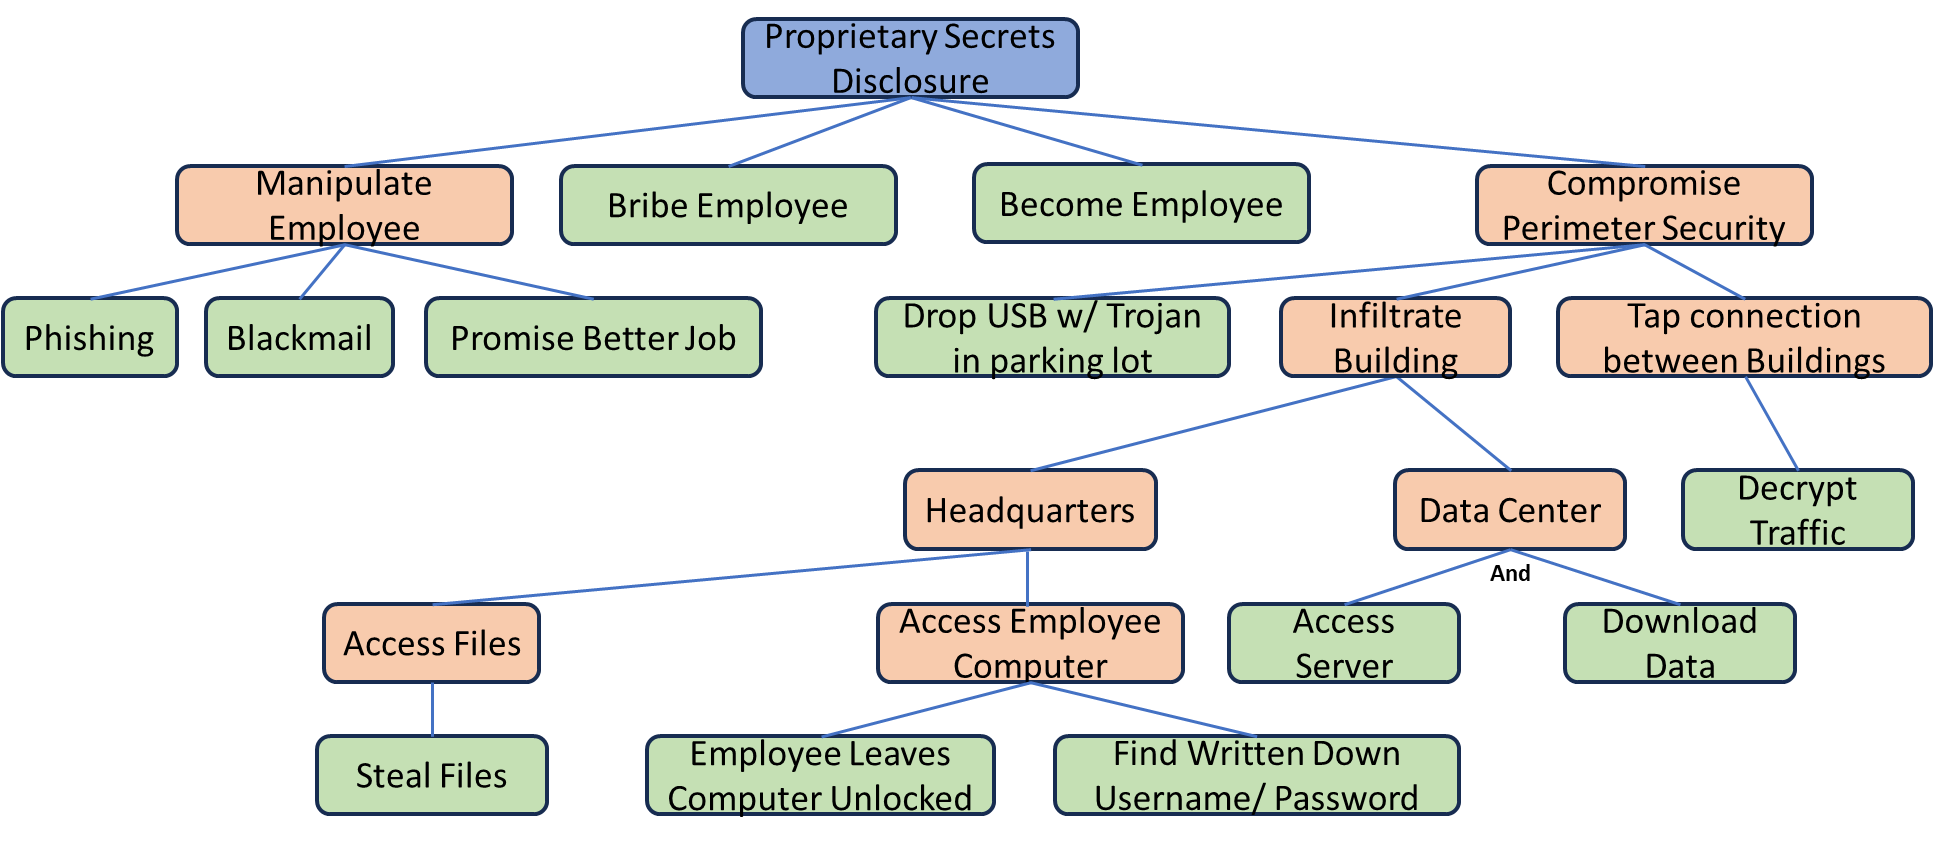 Proprietary Secrets
Disclosure
Manipulate
Employee
Bribe Employee
Become Employee
Compromise
Perimeter Security
Phishing
Blackmail
Promise Better Job
Drop USB w/ Trojan
in parking lot
Infiltrate
Building
Tap connection
between Buildings
Headquarters
Data Center
Decrypt
Traffic
And
Access Files
Access Employee
Computer
Access
Server
Download
Data
Steal Files
Employee Leaves
Computer Unlocked
Find Written Down
Username/ Password